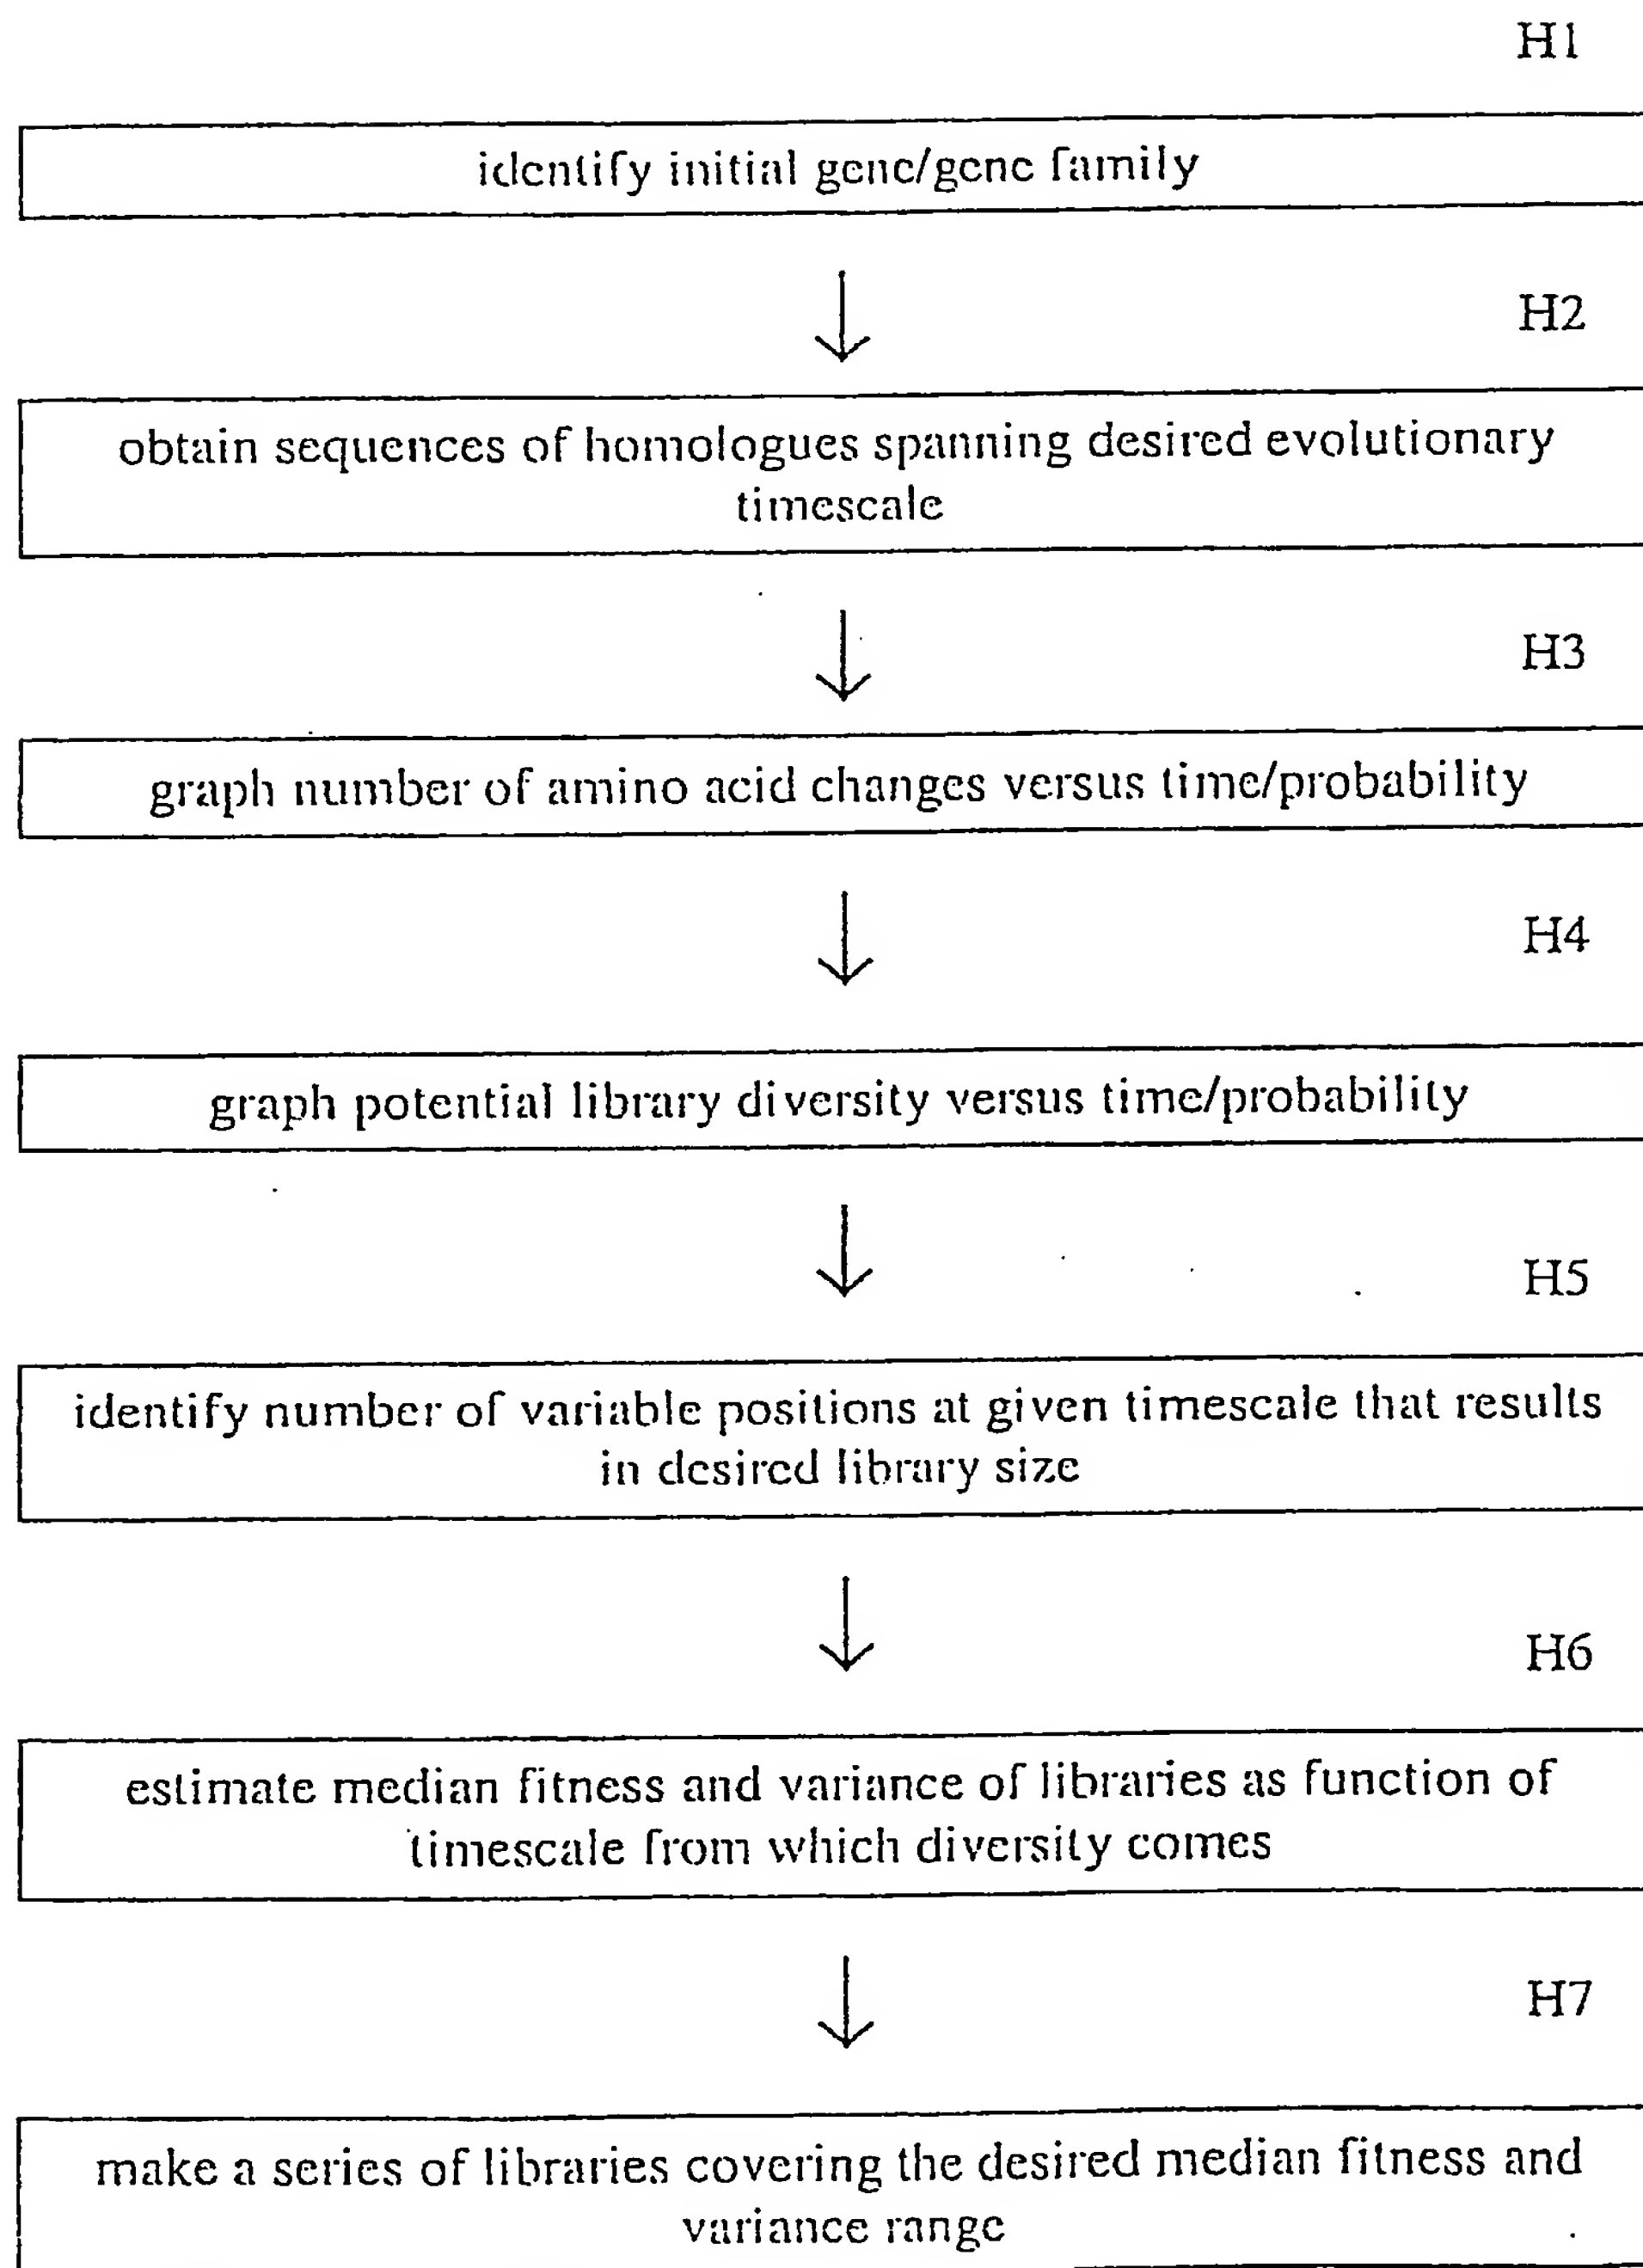 H1
identify initial gene/gene family
H2
obtain sequences of homologues spanning desired evolutionary
timescale
H3
graph number of amino acid changes versus time/probability
H4
graph potential library diversity versus time/probability
H5
identify number of variable positions at given timescale that results
in desired library size
H6
estimate median fitness and variance of libraries as function of
timescale from which diversity comes
H7
make a series of libraries covering the desired median fitness and
variance range